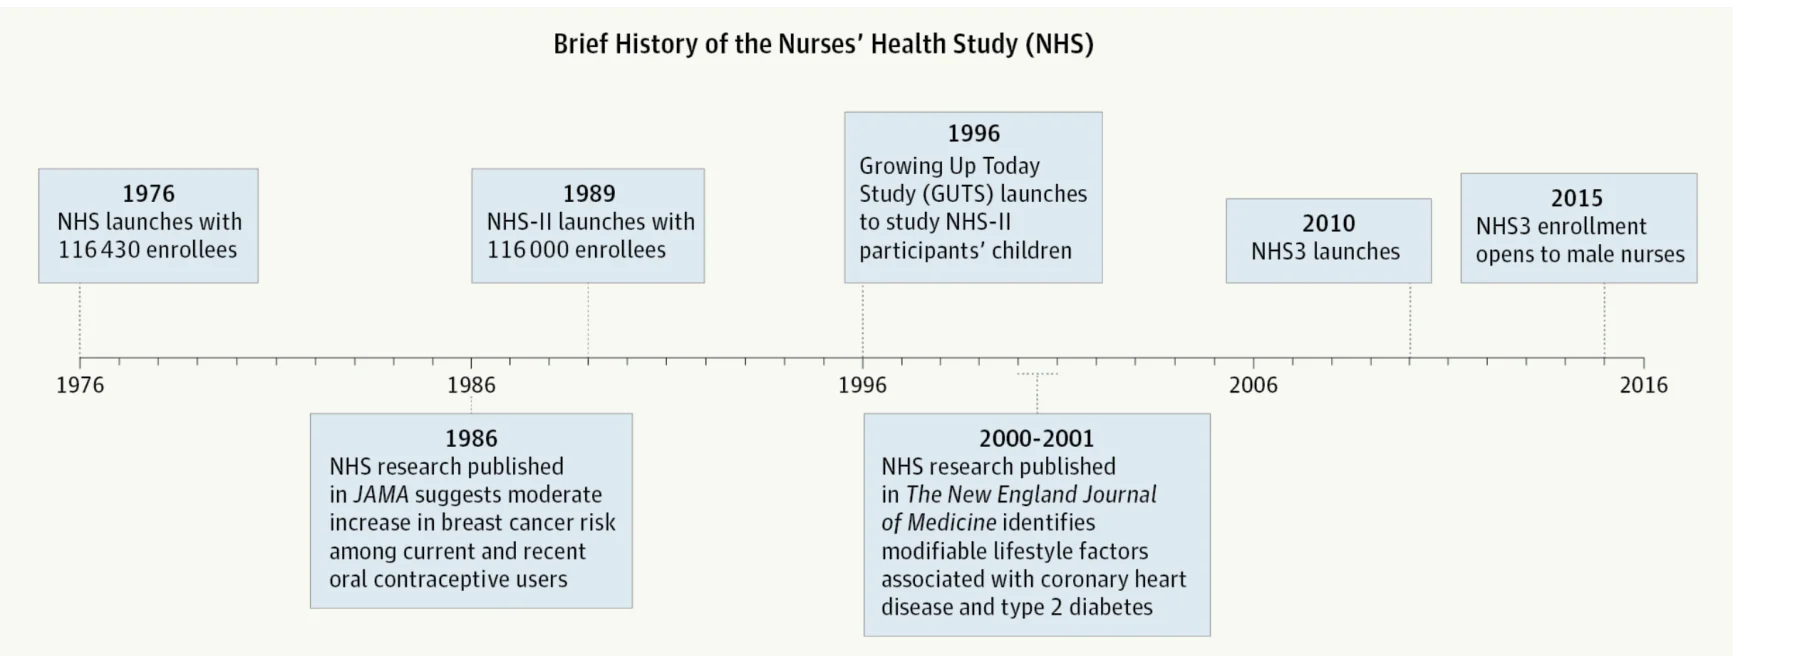 Brief History of the Nurses’ Health Study (NHS)
1976
NHS launches with
116 430 enrollees
1989
NHS-II launches with
116 000 enrollees
1996
Growing Up Today
Study (GUTS) launches
to study NHS-II
participants’ children
2010
NHS3 launches
2015
NHS3 enrollment
opens to male nurses
1976
1986
1996
2006
2016
1986
NHS research published
in JAMA suggests moderate
increase in breast cancer risk
among current and recent
oral contraceptive users
2000-2001
NHS research published
in The New England Journal
of Medicine identifies
modifiable lifestyle factors
associated with coronary heart
disease and type 2 diabetes